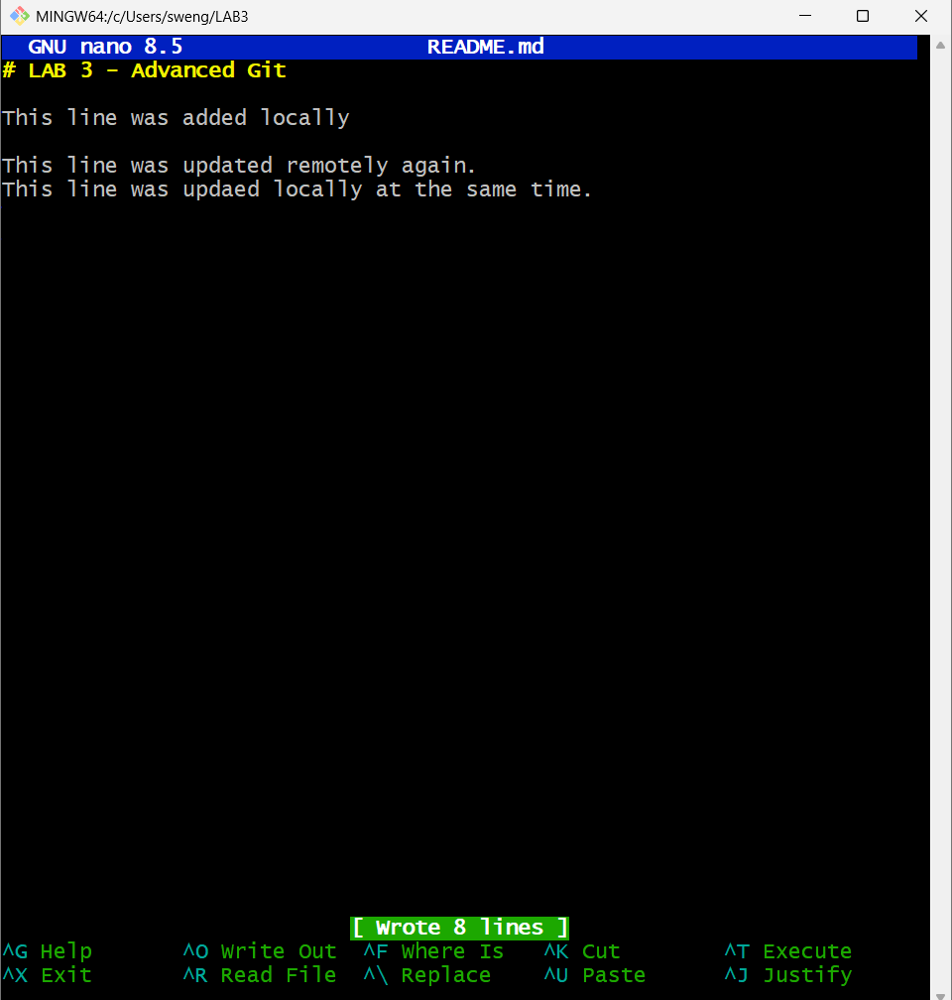 MINGW64:/c/Users/sweng/LAB3
GNU nano 8.5 README.md
# LAB 3 - Advanced Git
This line was added locally
This line was updated remotely again.
This line was updaed locally at the same time.
[ Wrote 8 lines ]
^G Help ^O Write Out ^F Where Is ^K Cut ^T Execute
^X Exit ^R Read File ^\ Replace ^U Paste ^J Justify